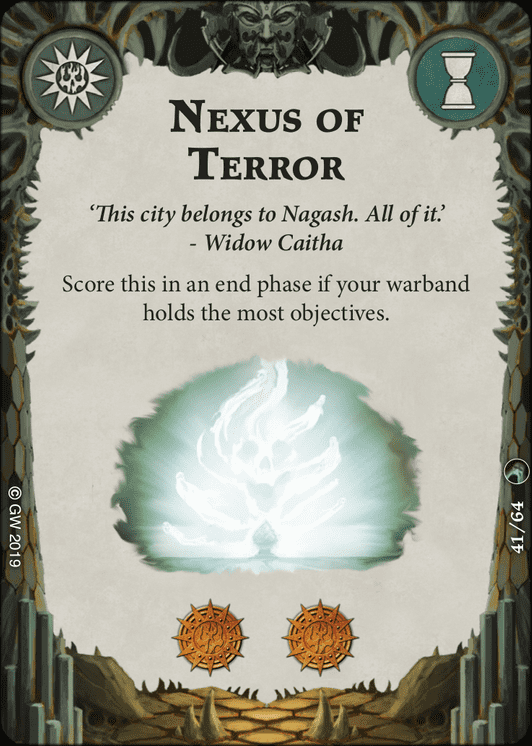 NEXUS OF
TERROR
‘This city belongs to Nagash. All of it.’
- Widow Caitha
Score this in an end phase if your warband
holds the most objectives.
© GW 2019
41/64